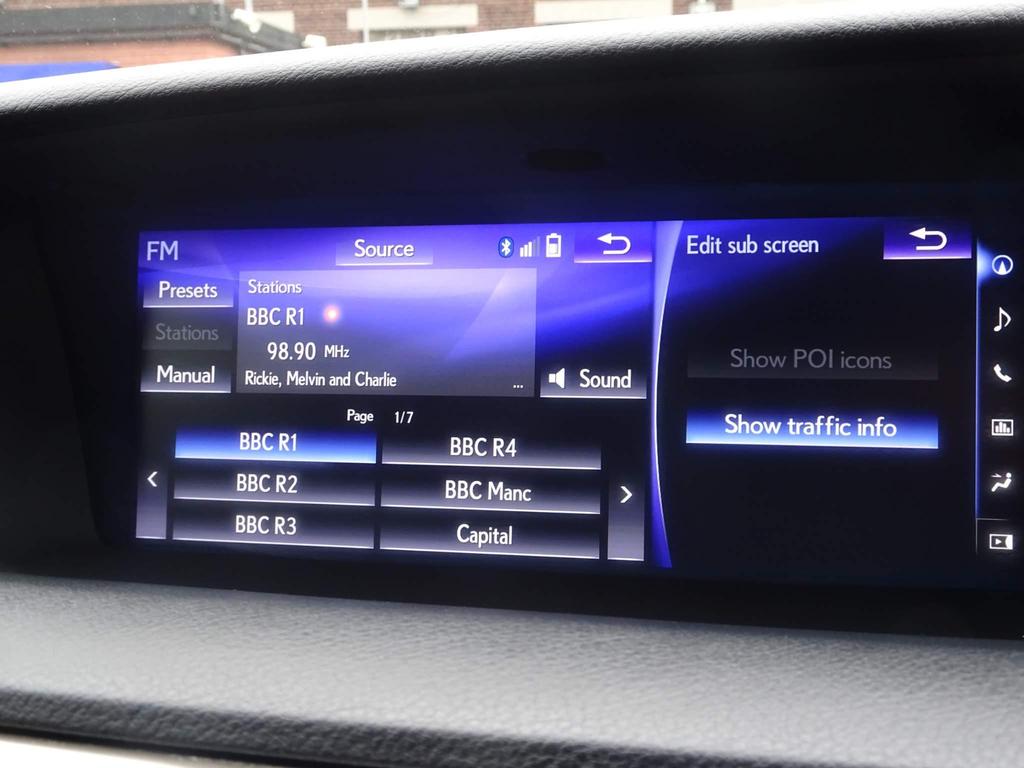 FM
Source
Presets
Stations
Manual
Stations
BBC R1
98.90 MHz
Rickie, Melvin and Charlie
...
Sound
Page 1/7
BBC R1
BBC R4
BBC R2
BBC Manc
BBC R3
Capital
Edit sub screen
Show POI icons
Show traffic info